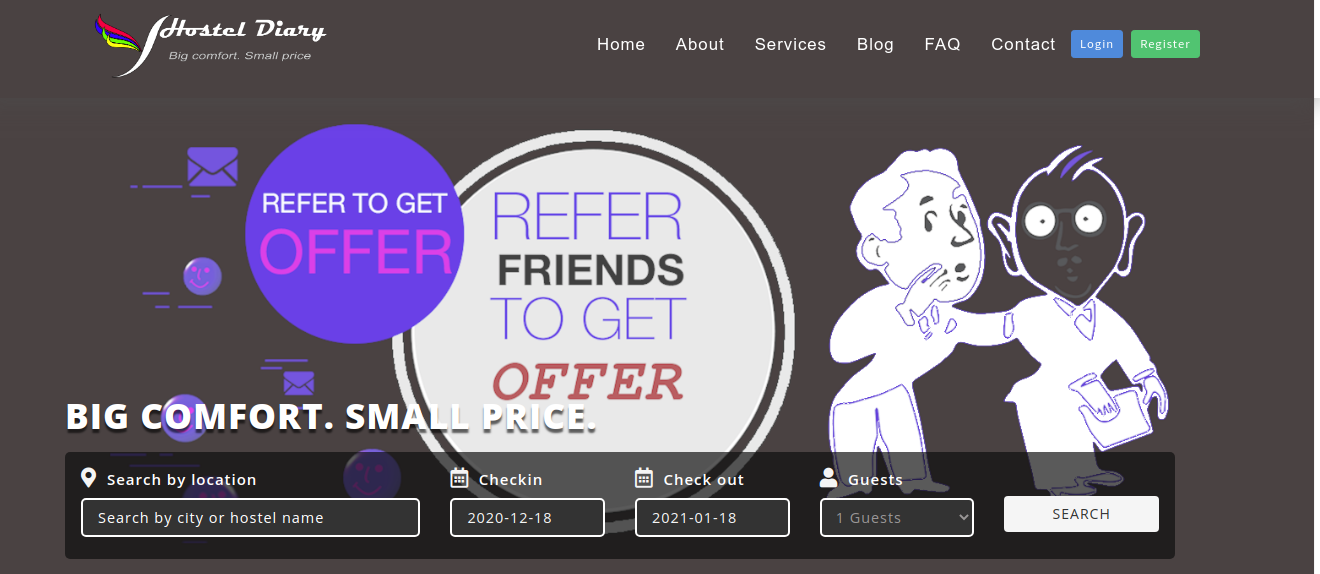 Hostel Diary
Big comfort. Small price
Home About Services Blog FAQ Contact Login Register
REFER TO GET
OFFER
REFER
FRIENDS
TO GET
OFFER
BIG COMFORT. SMALL PRICE.
Search by location Checkin Check out Guests
Search by city or hostel name 2020-12-18 2021-01-18 1 Guests SEARCH